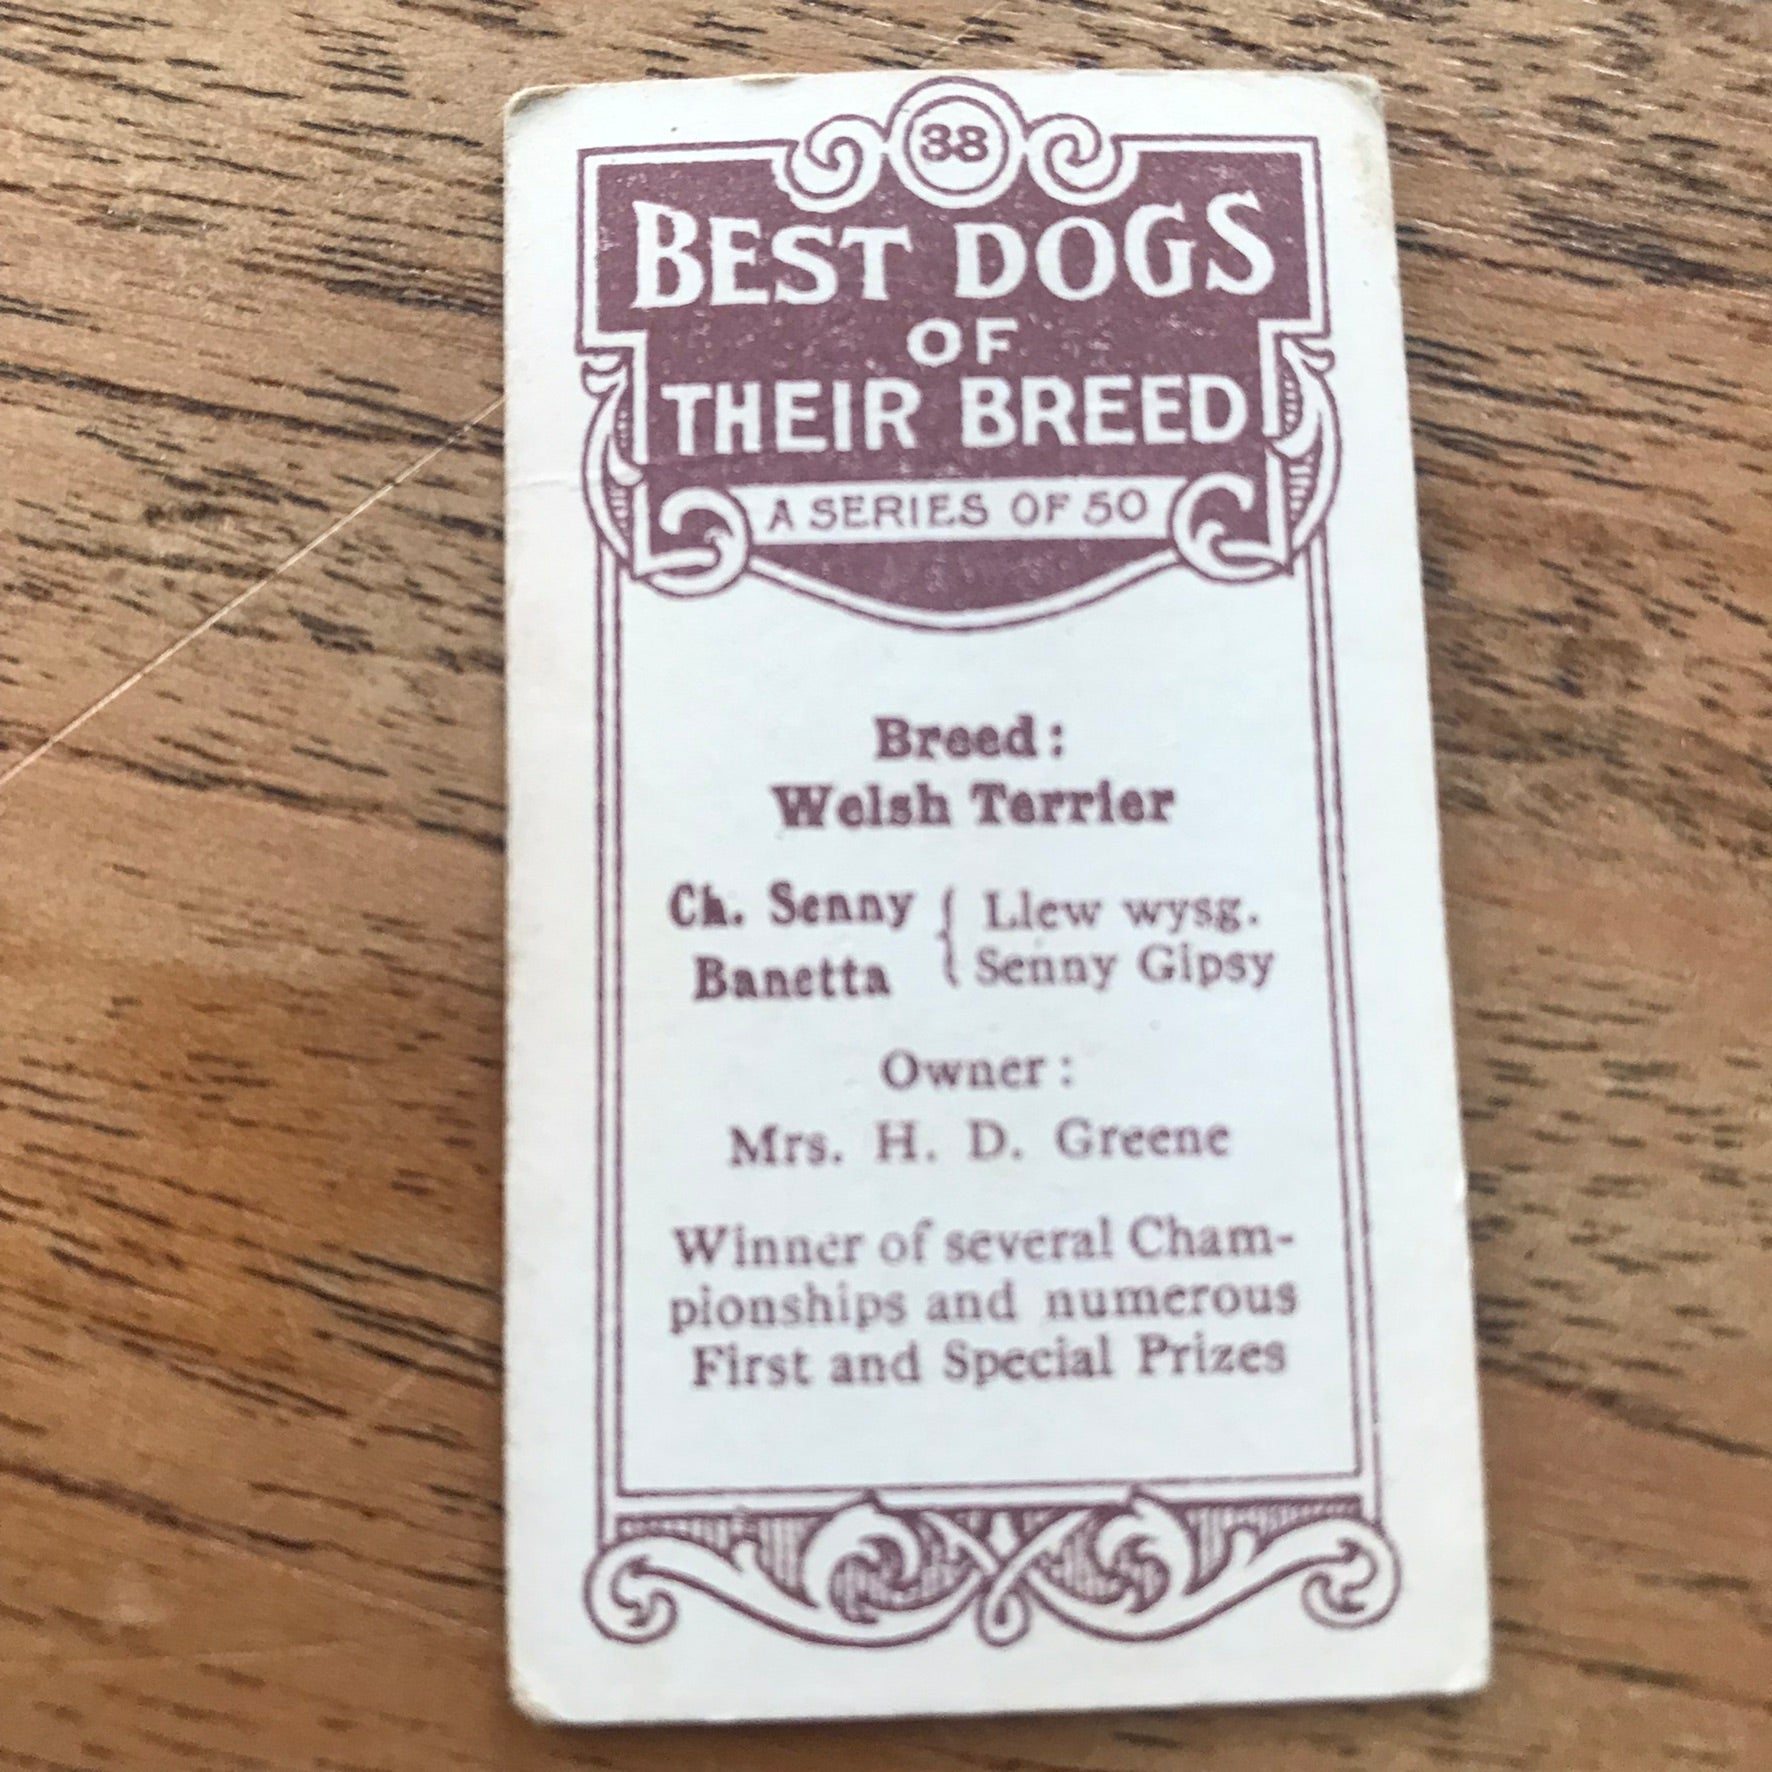 38
BEST DOGS
OF
THEIR BREED
A SERIES OF 50
Breed:
Welsh Terrier
Ch. Senny { Llew wysg.
Banetta { Senny Gipsy
Owner:
Mrs. H. D. Greene
Winner of several Cham-
pionships and numerous
First and Special Prizes